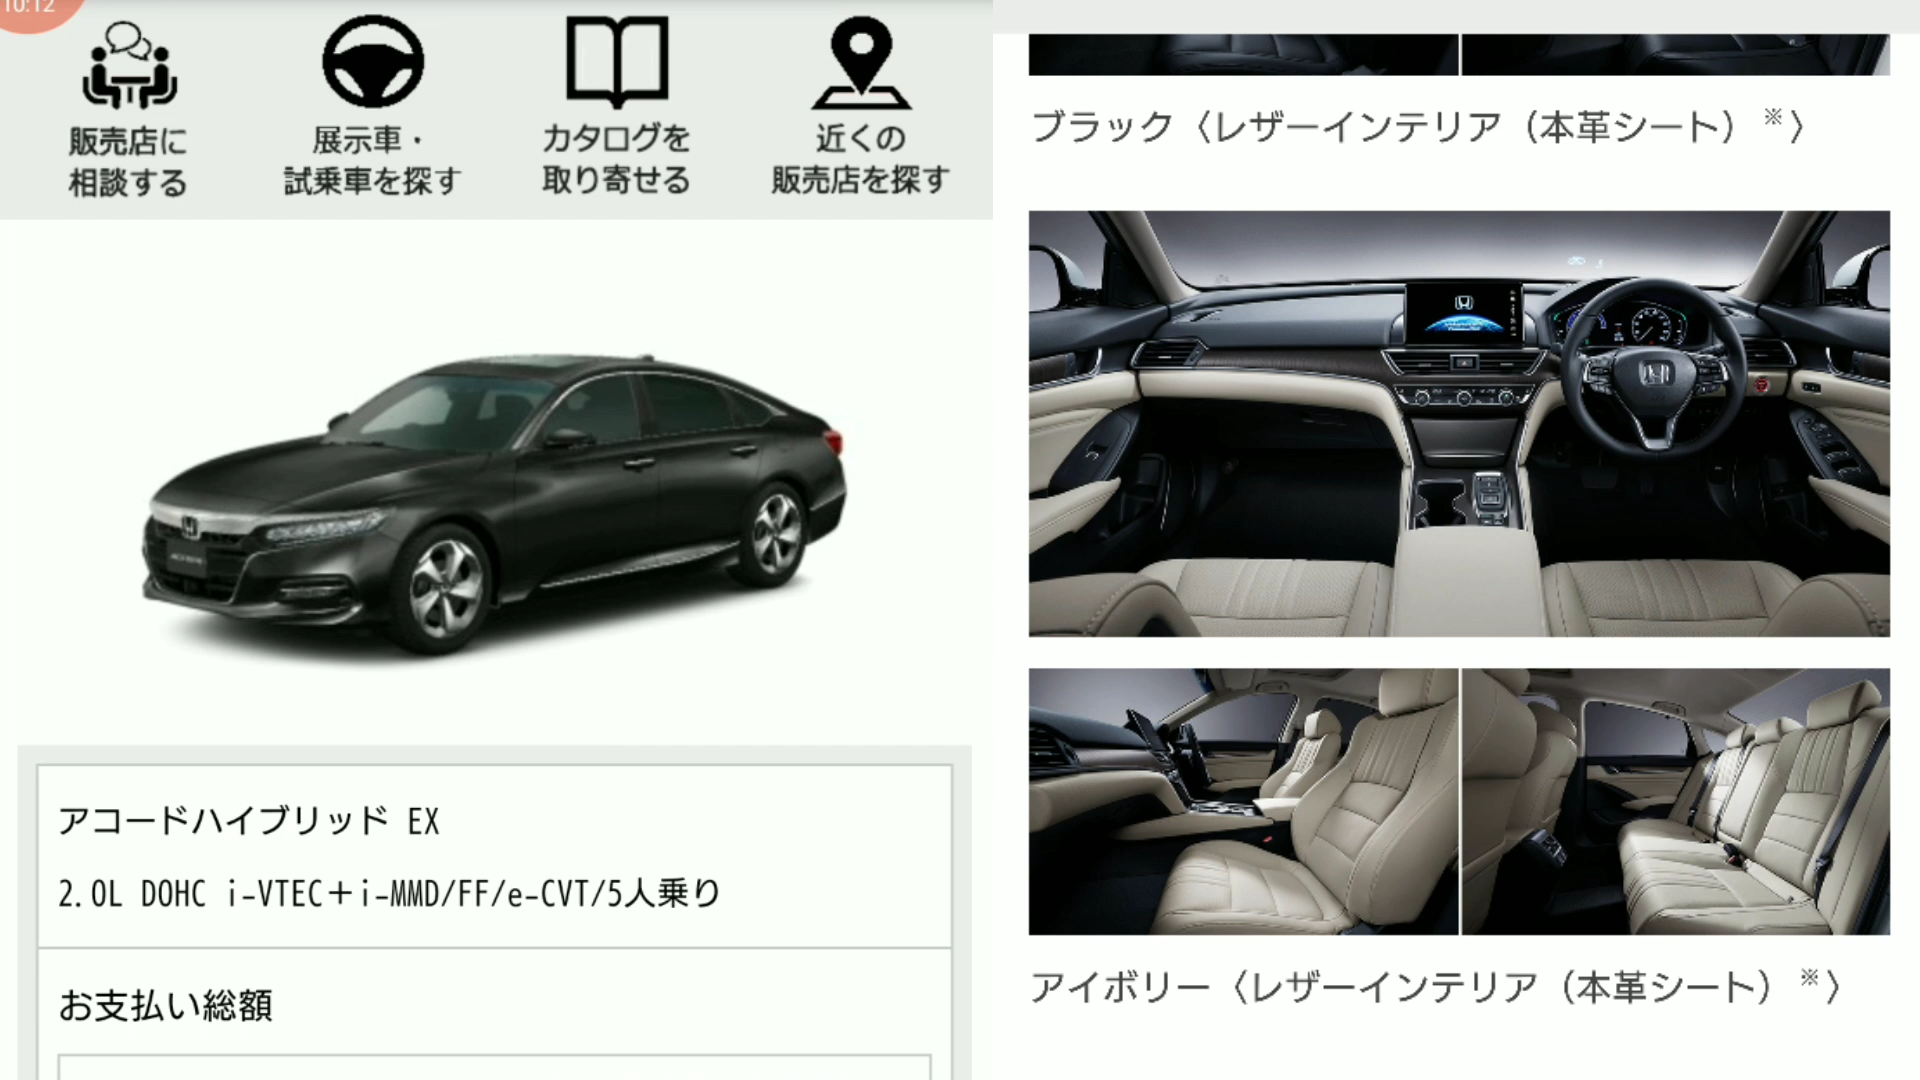 10:12
販売店に
相談する
展示車・
試乗車を探す
カタログを
取り寄せる
近くの
販売店を探す
アコードハイブリッド EX
2.0L DOHC i-VTEC＋i-MMD/FF/e-CVT/5人乗り
お支払い総額
ブラック〈レザーインテリア（本革シート）※〉
アイボリー〈レザーインテリア（本革シート）※〉